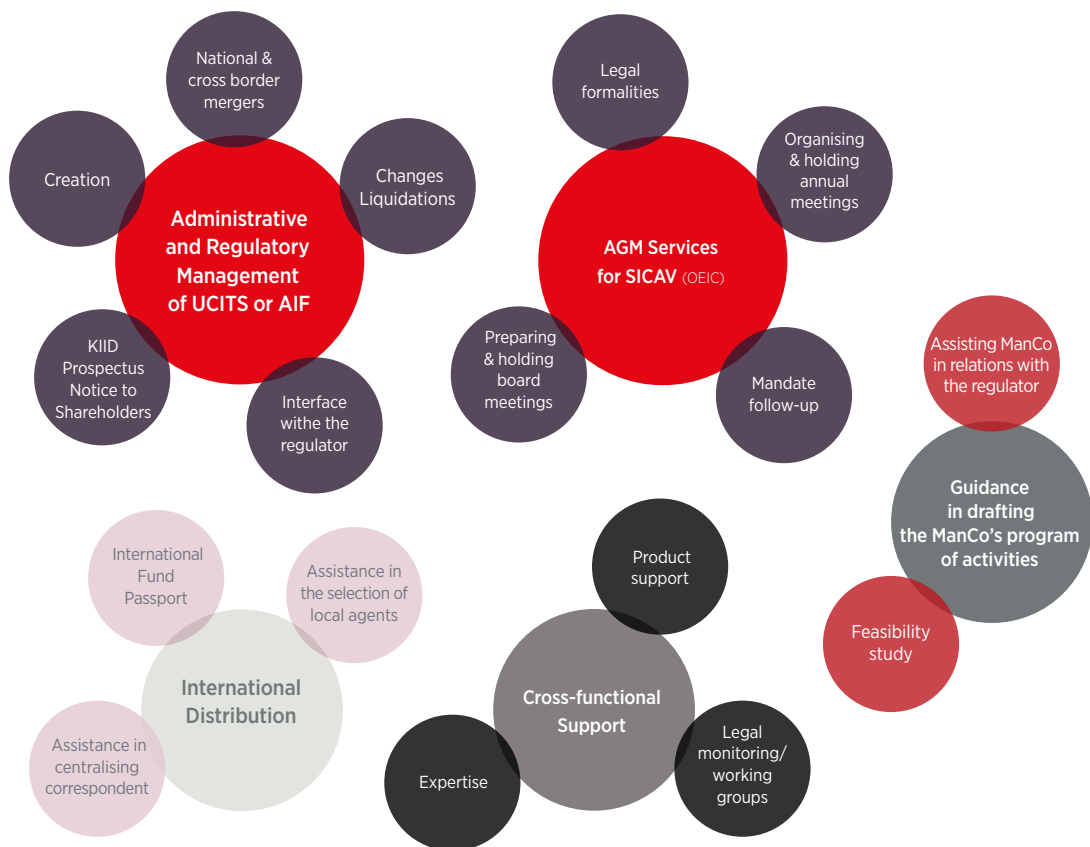 National &
cross border
mergers
Creation
Changes
Liquidations
Administrative
and Regulatory
Management
of UCITS or AIF
KIID
Prospectus
Notice to
Shareholders
Interface
withe the
regulator
Legal
formalities
Organising
& holding
annual
meetings
AGM Services
for SICAV (OEIC)
Preparing
& holding
board
meetings
Mandate
follow-up
Assisting ManCo
in relations with
the regulator
Guidance
in drafting
the ManCo's program
of activities
Feasibility
study
International
Fund
Passport
Assistance in
the selection of
local agents
International
Distribution
Assistance in
centralising
correspondent
Product
support
Cross-functional
Support
Expertise
Legal
monitoring/
working
groups